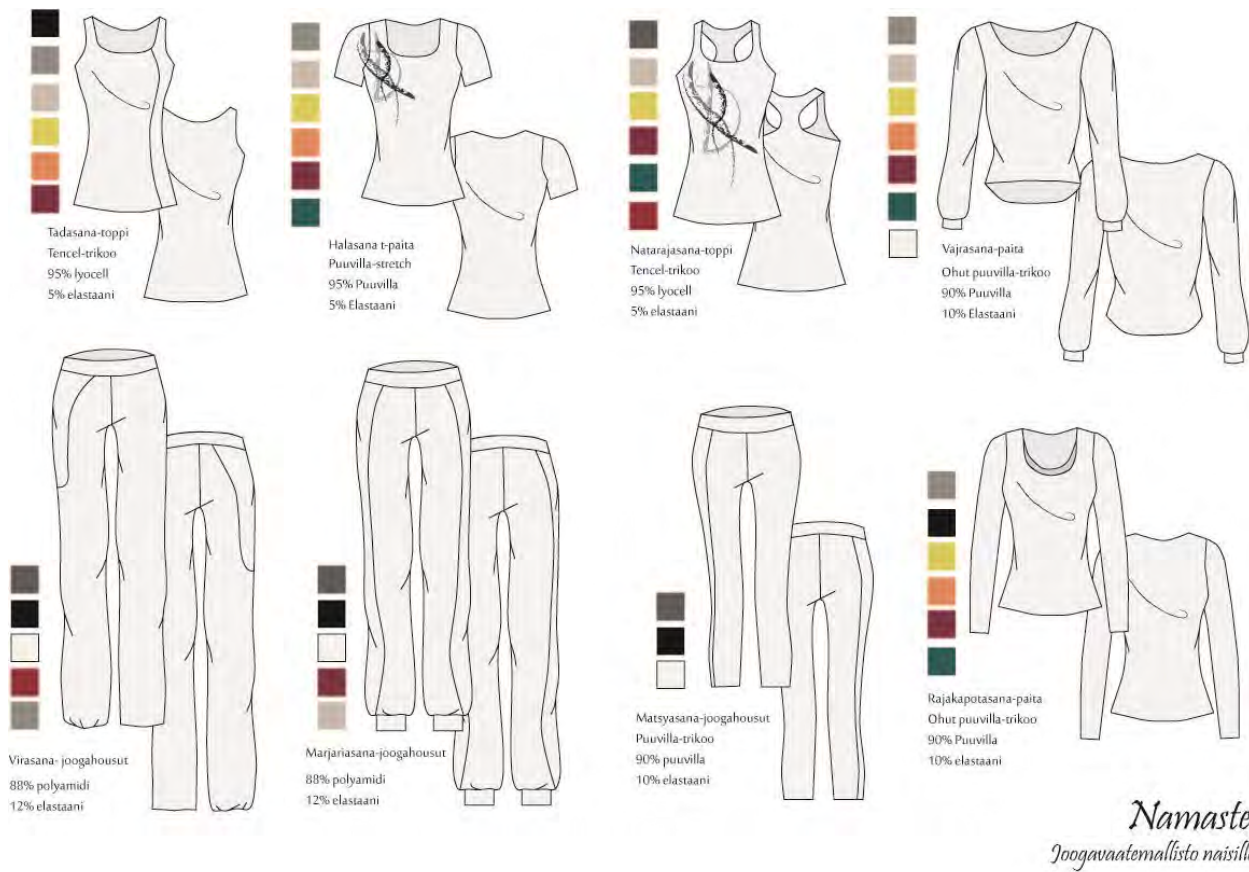 Tadasana-toppi
Tencel-trikoo
95% lyocell
5% elastaani
Halasana t-paita
Puuvilla-stretch
95% Puuvilla
5% Elastaani
Natarajasana-toppi
Tencel-trikoo
95% lyocell
5% elastaani
Vajrasana-paita
Ohut puuvilla-trikoo
90% Puuvilla
10% Elastaani
Virasana- joogahousut
88% polyamidi
12% elastaani
Marjariasana-joogahousut
88% polyamidi
12% elastaani
Matsyasana-joogahousut
Puuvilla-trikoo
90% puuvilla
10% elastaani
Rajakapotasana-paita
Ohut puuvilla-trikoo
90% Puuvilla
10% elastaani
Namaste
Joogavaatemallisto naisill